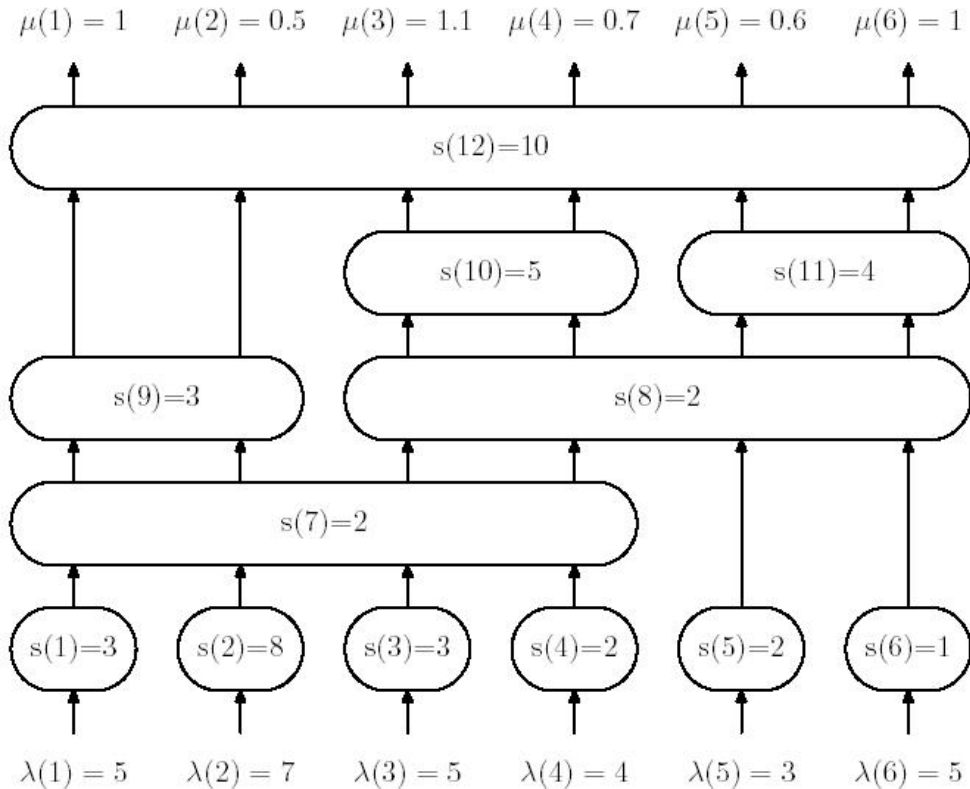 μ(1) = 1 μ(2) = 0.5 μ(3) = 1.1 μ(4) = 0.7 μ(5) = 0.6 μ(6) = 1
s(12)=10
s(10)=5 s(11)=4
s(9)=3 s(8)=2
s(7)=2
s(1)=3 s(2)=8 s(3)=3 s(4)=2 s(5)=2 s(6)=1
λ(1) = 5 λ(2) = 7 λ(3) = 5 λ(4) = 4 λ(5) = 3 λ(6) = 5